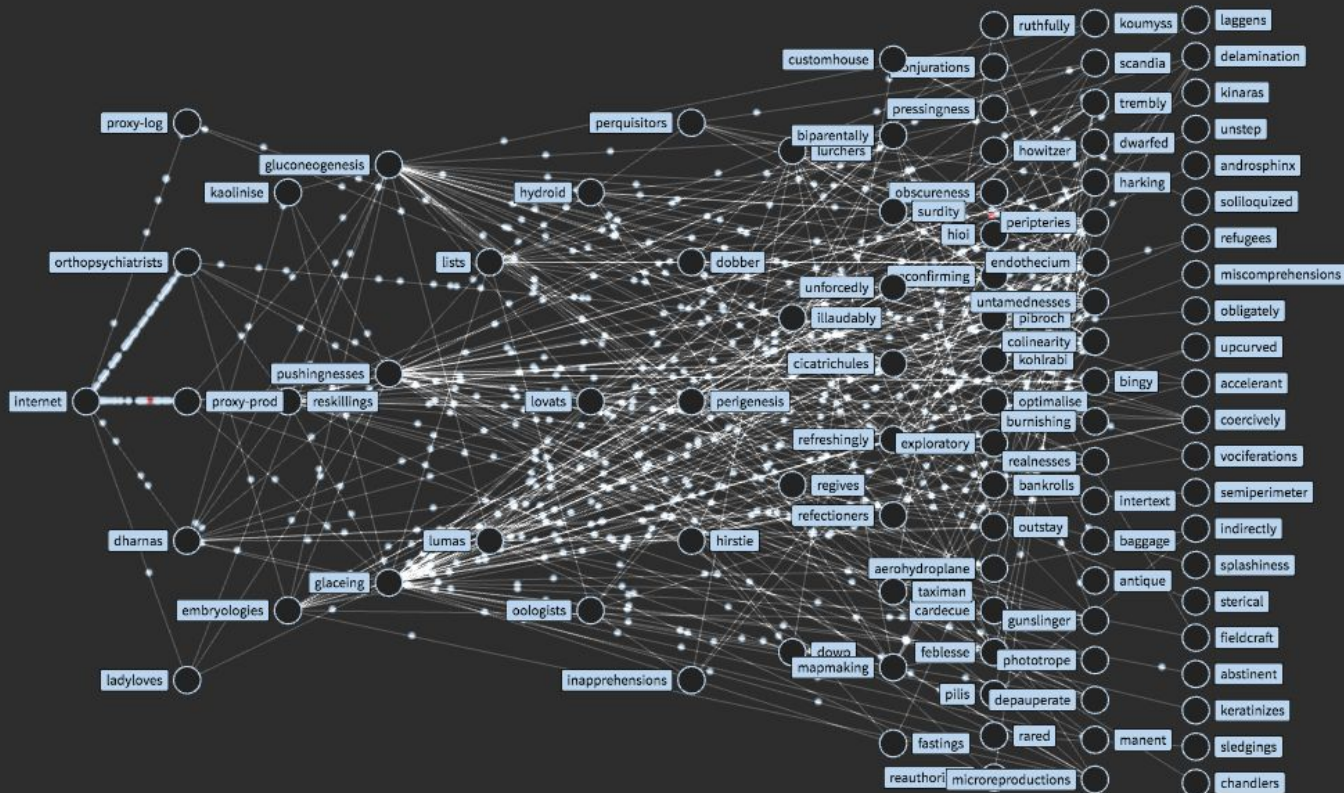 internet
proxy-log
orthopsychiatrists
proxy-prod
dharnas
ladyloves
kaolinise
reskillings
embryologies
gluconeogenesis
pushingnesses
glaceing
lists
lumas
hydroid
lovats
oologists
perquisitors
dobber
perigenesis
hirstie
inapprehensions
lurchers
illaudably
regives
dowp
customhouse
biparentally
surdity
unforcedly
cicatrichules
refreshingly
refectioners
taximan
mapmaking
fastings
ruthfully
onjurations
pressingness
howitzer
obscureness
hioi
confirming
pibroch
kohlrabi
optimalise
exploratory
bankrolls
outstay
aerohydroplane
cardecue
feblesse
pilis
rared
reauthori
koumyss
scandia
trembly
dwarfed
harking
peripteries
endothecium
untamednesses
colinearity
bingy
burnishing
realnesses
intertext
baggage
antique
gunslinger
phototrope
depauperate
manent
microreproductions
laggens
delamination
kinaras
unstep
androsphinx
soliloquized
refugees
miscomprehensions
obligately
upcurved
accelerant
coercively
vociferations
semiperimeter
indirectly
splashiness
sterical
fieldcraft
abstinent
keratinizes
sledgings
chandlers